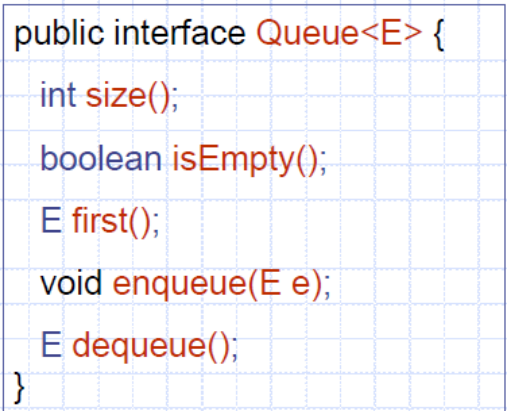 public interface Queue<E> {
int size();
boolean isEmpty();
E first();
void enqueue(E e);
E dequeue();
}